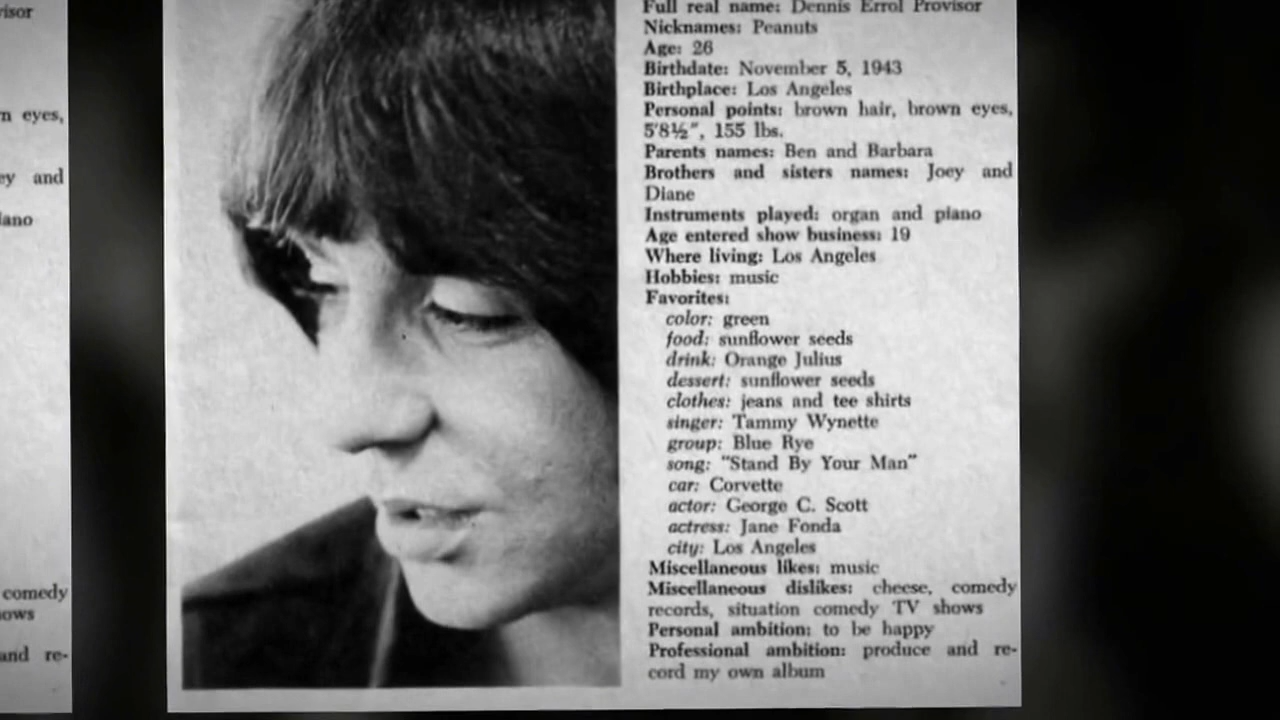 risor
n eyes,
ey and
iano
comedy
ows
and re-
Full real name: Dennis Errol Provisor
Nicknames: Peanuts
Age: 26
Birthdate: November 5, 1943
Birthplace: Los Angeles
Personal points: brown hair, brown eyes,
5'8½", 155 lbs.
Parents names: Ben and Barbara
Brothers and sisters names: Joey and
Diane
Instruments played: organ and piano
Age entered show business: 19
Where living: Los Angeles
Hobbies: music
Favorites:
color: green
food: sunflower seeds
drink: Orange Julius
dessert: sunflower seeds
clothes: jeans and tee shirts
singer: Tammy Wynette
group: Blue Rye
song: "Stand By Your Man"
car: Corvette
actor: George C. Scott
actress: Jane Fonda
city: Los Angeles
Miscellaneous likes: music
Miscellaneous dislikes: cheese, comedy
records, situation comedy TV shows
Personal ambition: to be happy
Professional ambition: produce and re-
cord my own album